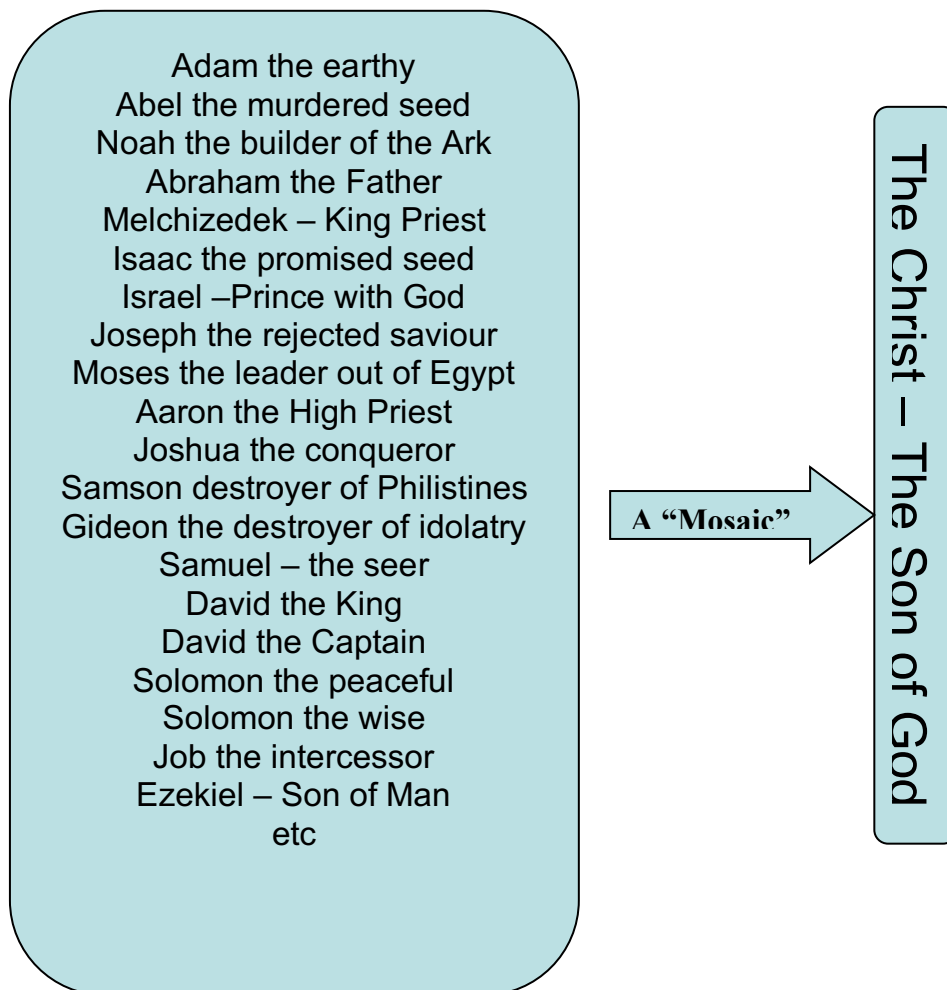 Adam the earthy
Abel the murdered seed
Noah the builder of the Ark
Abraham the Father
Melchizedek – King Priest
Isaac the promised seed
Israel –Prince with God
Joseph the rejected saviour
Moses the leader out of Egypt
Aaron the High Priest
Joshua the conqueror
Samson destroyer of Philistines
Gideon the destroyer of idolatry
Samuel – the seer
David the King
David the Captain
Solomon the peaceful
Solomon the wise
Job the intercessor
Ezekiel – Son of Man
etc
A “Mosaic”
The Christ – The Son of God